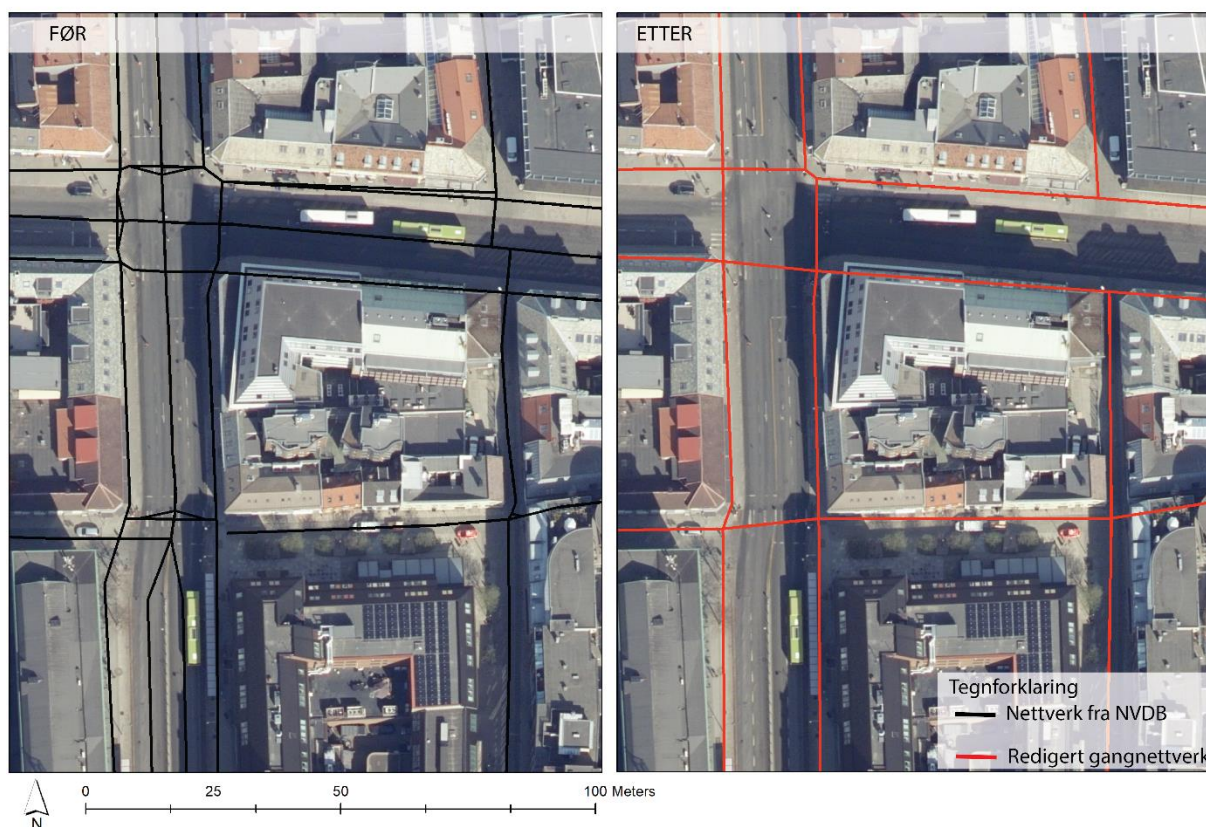 FØR
ETTER
Tegnforklaring
Nettverk fra NVDB
Redigert gangnettverk
0 25 50 100 Meters
N